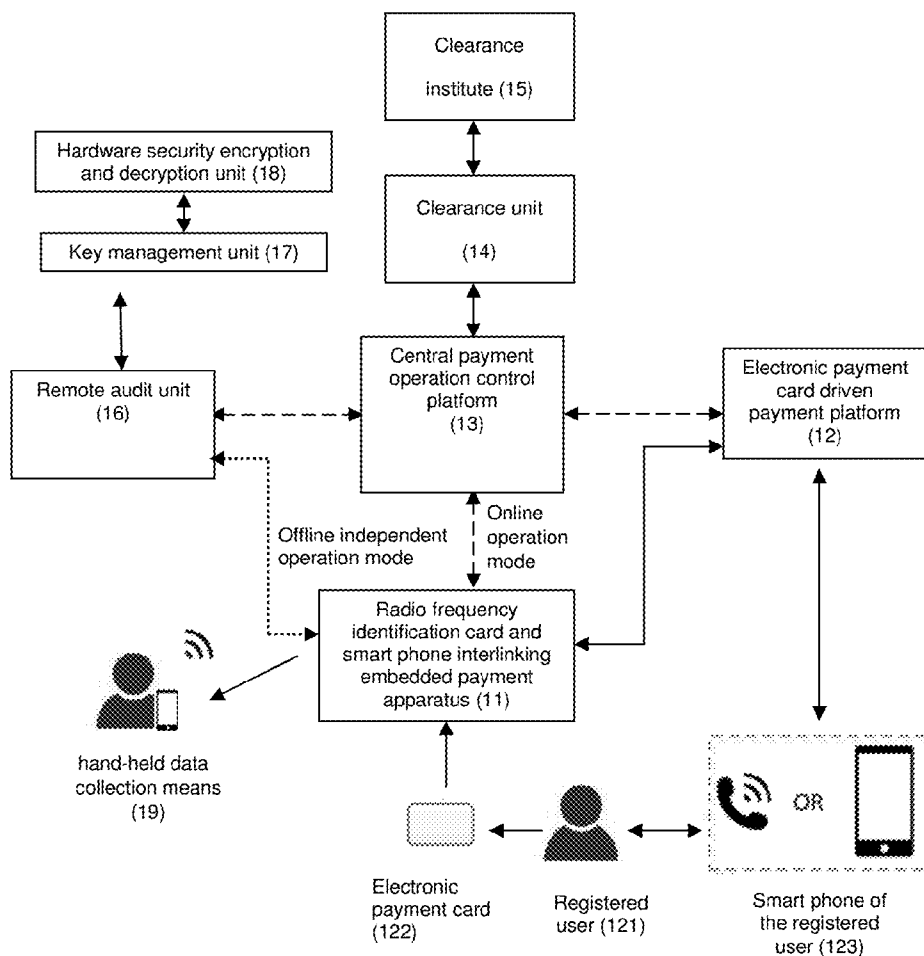 Clearance
institute (15)
Hardware security encryption
and decryption unit (18)
Clearance unit
(14)
Key management unit (17)
Central payment
operation control
platform
(13)
Electronic payment
card driven
payment platform
(12)
Remote audit unit
(16)
Offline independent
operation mode
Online
operation
mode
Radio frequency
identification card and
smart phone interlinking
embedded payment
apparatus (11)
hand-held data
collection means
(19)
OR
Electronic
payment card
(122)
Registered
user (121)
Smart phone of
the registered
user (123)